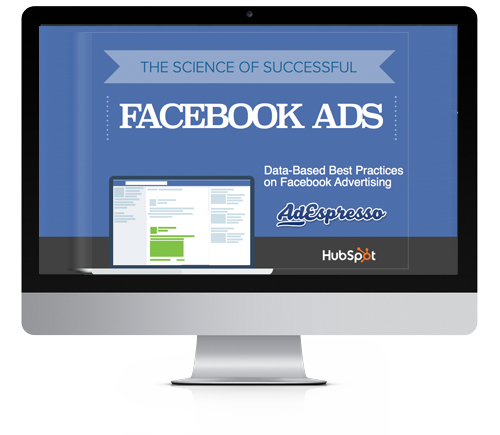 THE SCIENCE OF SUCCESSFUL
FACEBOOK ADS
Data-Based Best Practices
on Facebook Advertising
AdEspresso
HubSpot